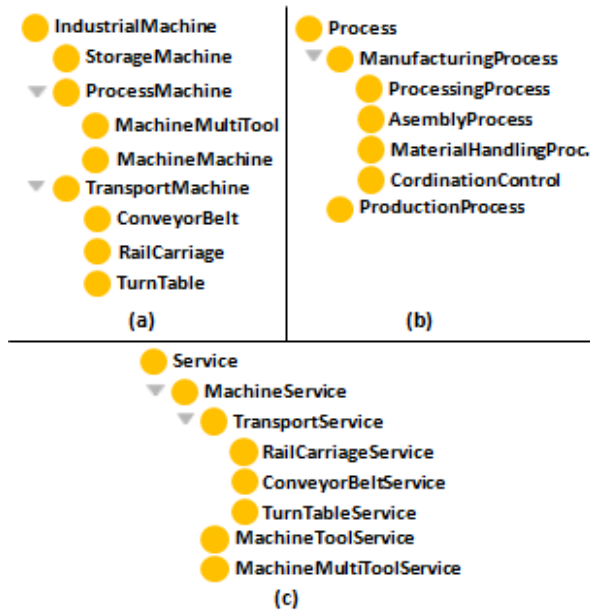 IndustrialMachine
StorageMachine
ProcessMachine
MachineMultiTool
MachineMachine
TransportMachine
ConveyorBelt
RailCarriage
TurnTable
(a)
Process
ManufacturingProcess
ProcessingProcess
AsemblyProcess
MaterialHandlingProc.
CordinationControl
ProductionProcess
(b)
Service
MachineService
TransportService
RailCarriageService
ConveyorBeltService
TurnTableService
MachineToolService
MachineMultiToolService
(c)